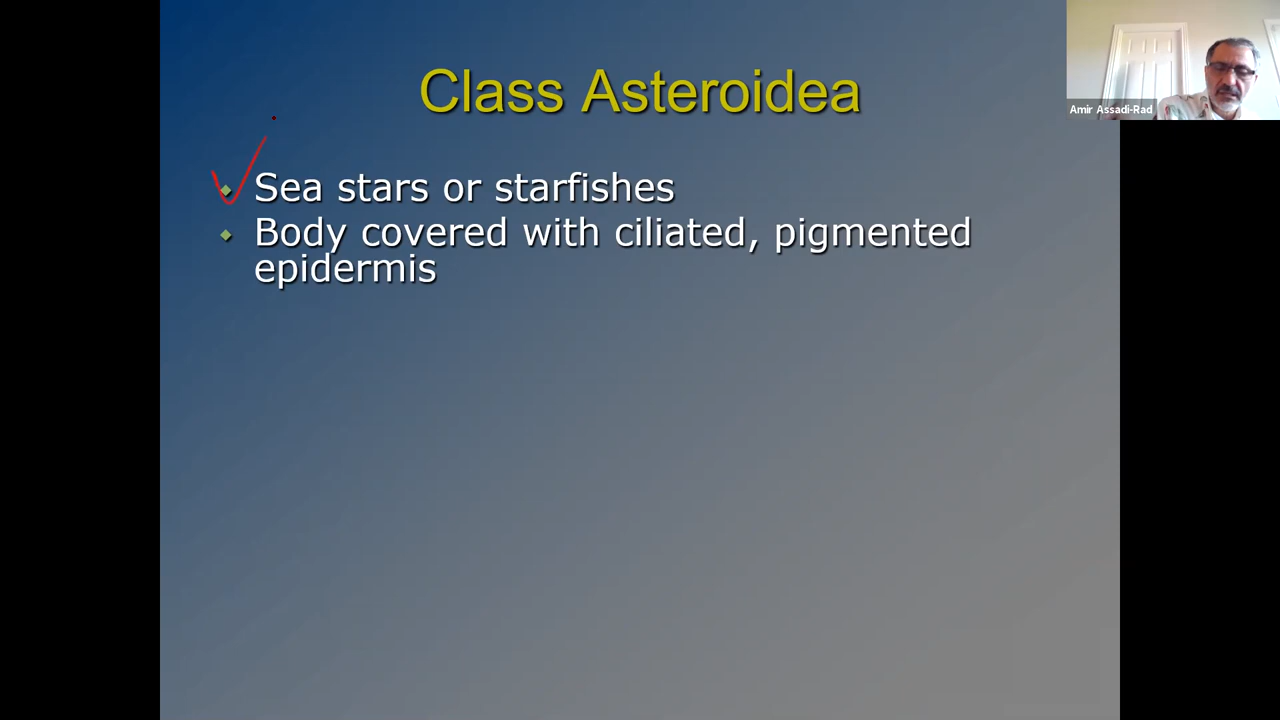 Class Asteroidea
Amir Assadi-Rad
Sea stars or starfishes
Body covered with ciliated, pigmented
epidermis